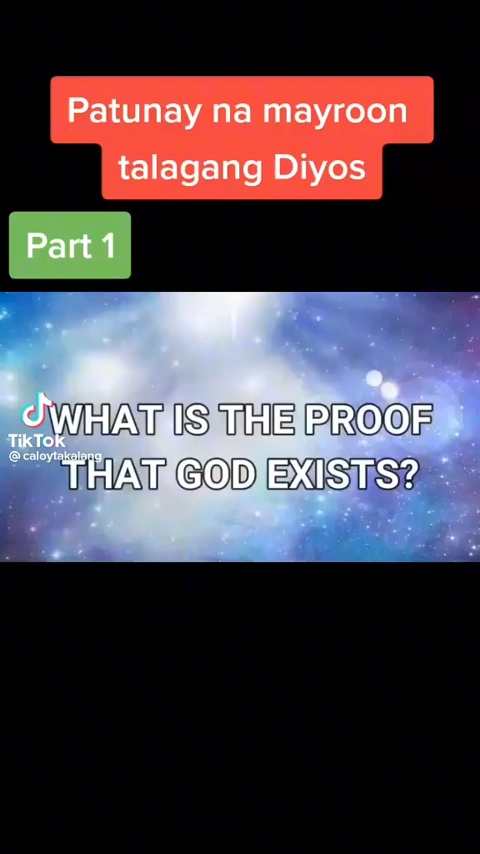 Patunay na mayroon
talagang Diyos
Part 1
WHAT IS THE PROOF
THAT GOD EXISTS?
TikTok
@ caloytakalang